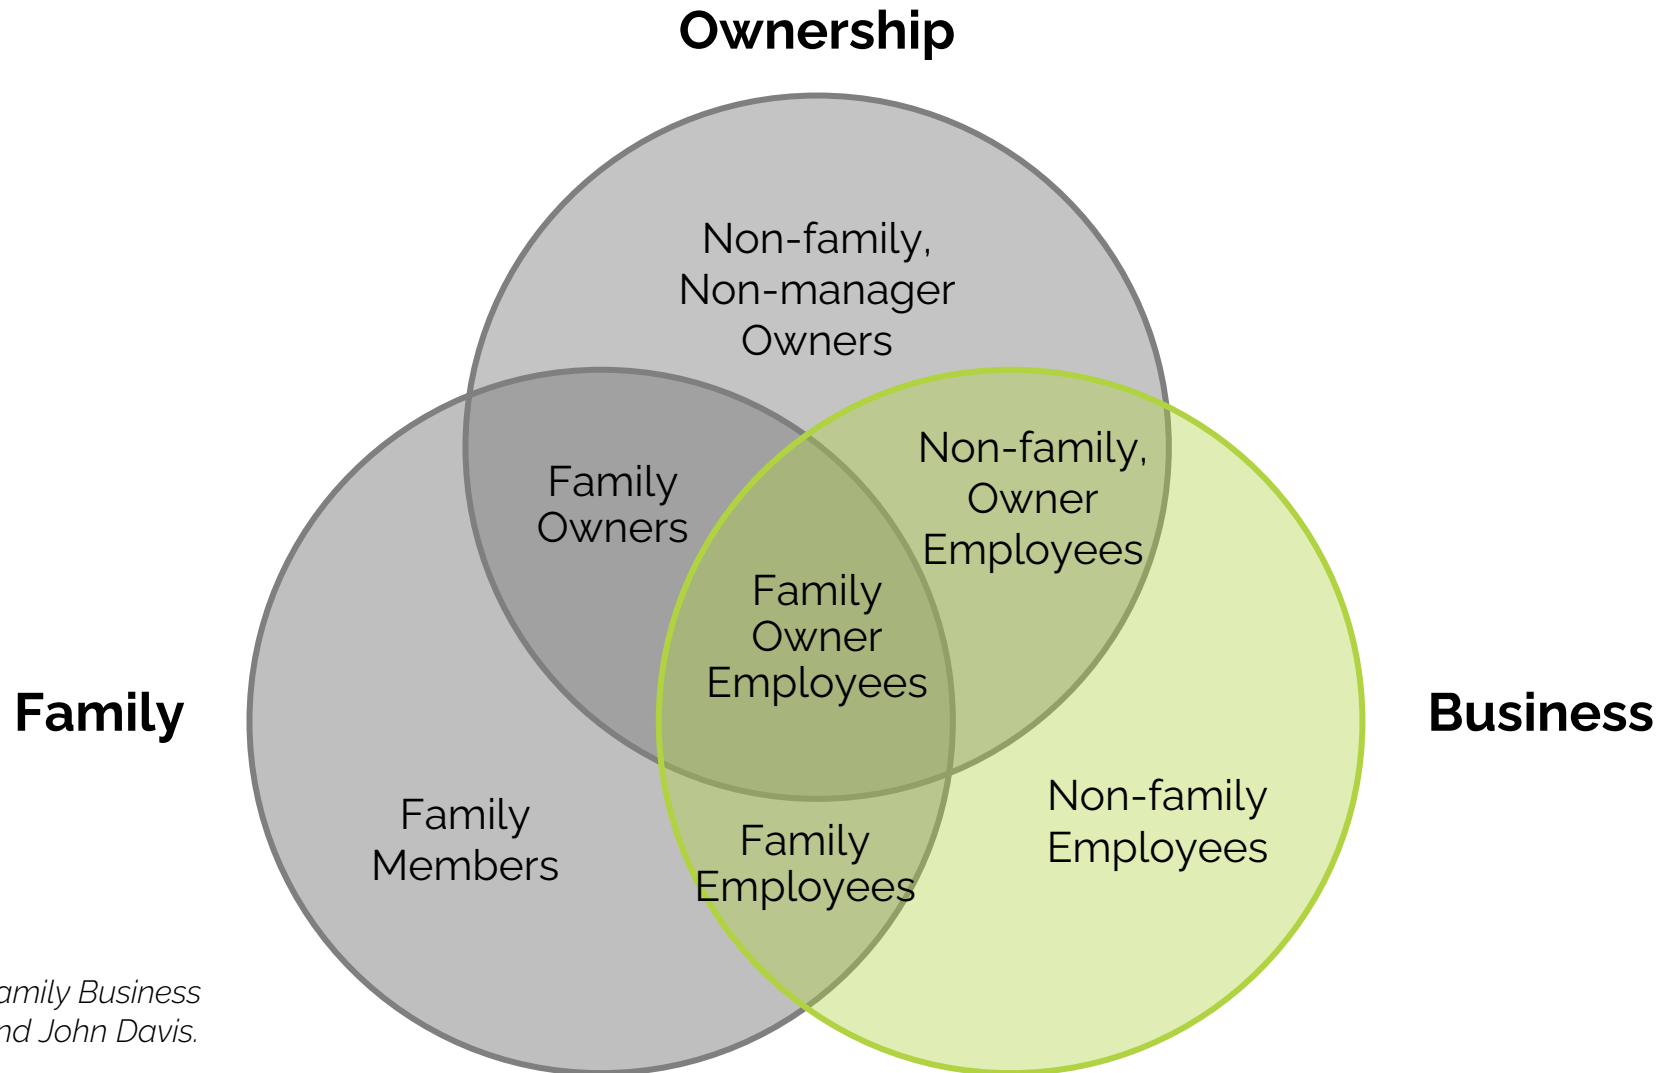 Ownership
Non-family,
Non-manager
Owners
Family
Owners
Non-family,
Owner
Employees
Family
Owner
Employees
Family
Business
Family
Members
Family
Employees
Non-family
Employees
amily Business
nd John Davis.